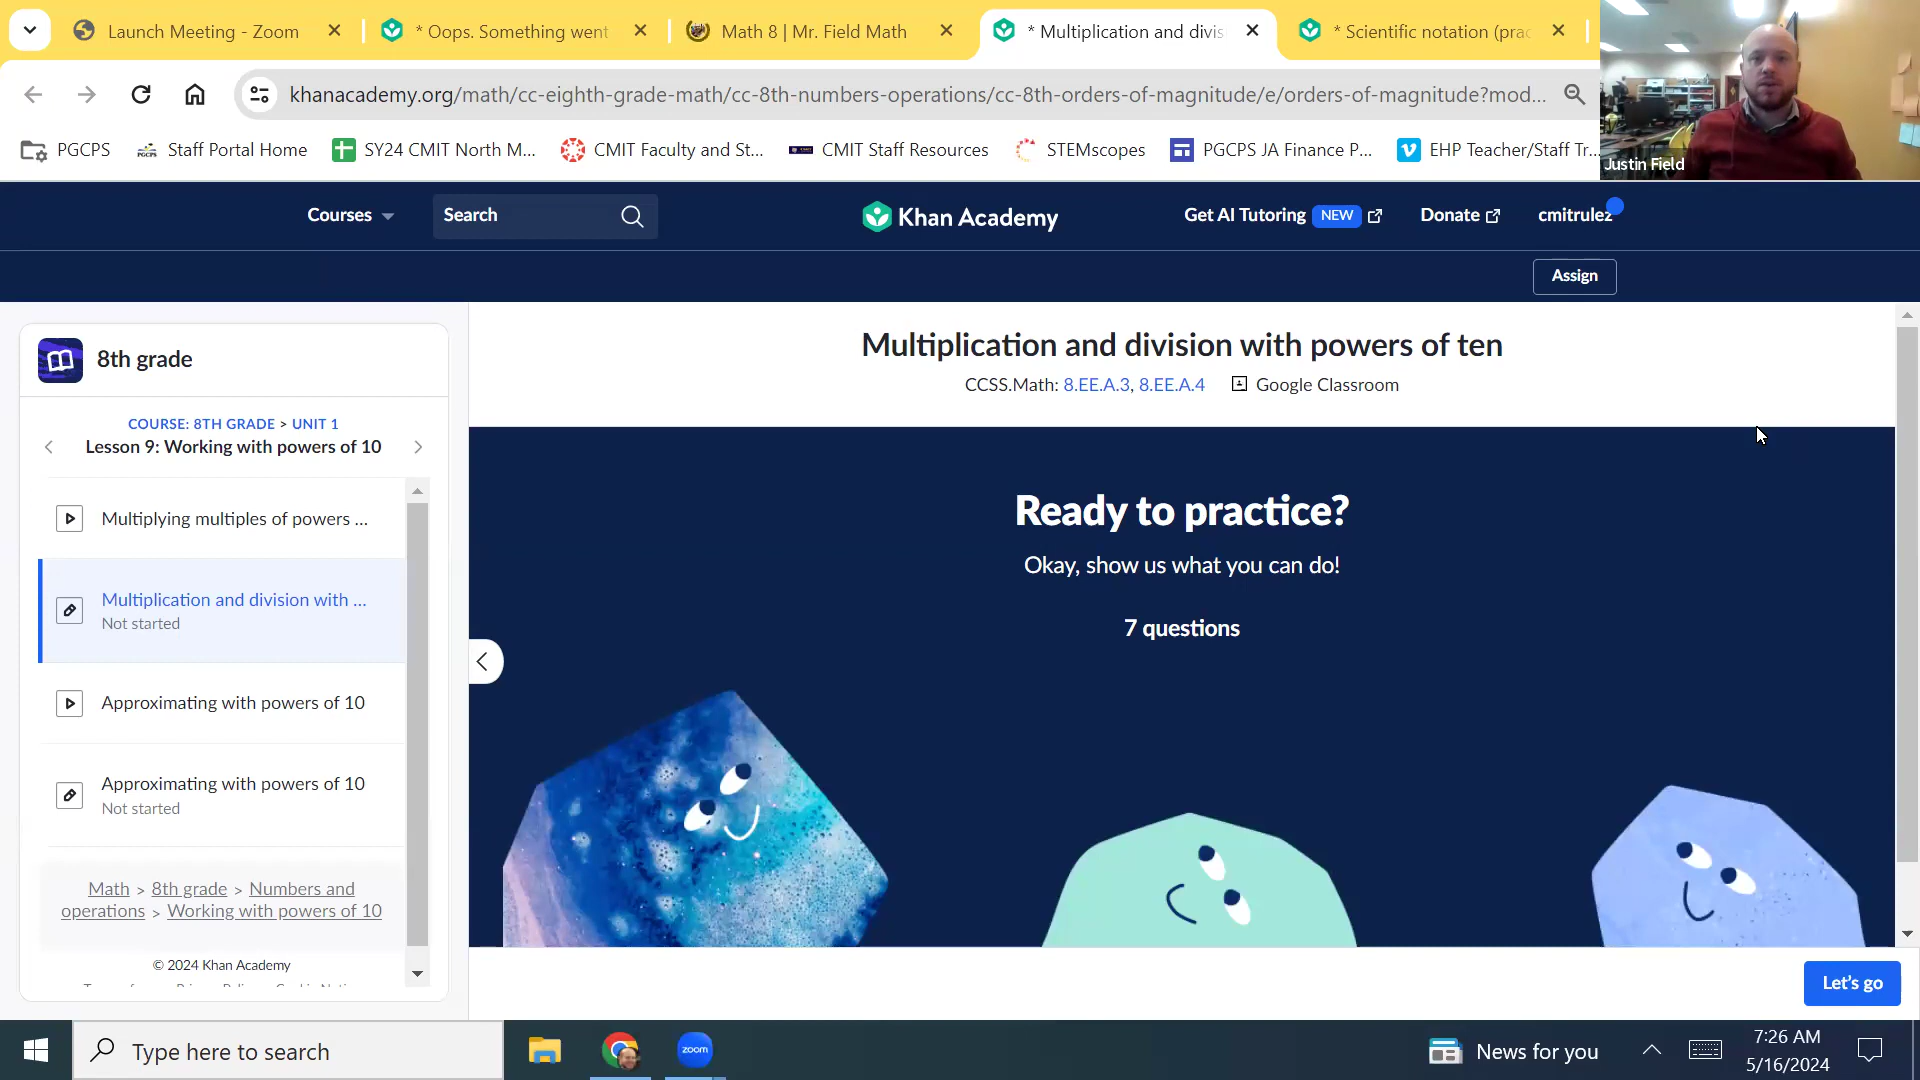 Launch Meeting - Zoom
* Oops. Something went
Math 8 | Mr. Field Math
* Multiplication and divis
* Scientific notation (prac
khanacademy.org/math/cc-eighth-grade-math/cc-8th-numbers-operations/cc-8th-orders-of-magnitude/e/orders-of-magnitude?mod...
PGCPS
Staff Portal Home
SY24 CMIT North M...
CMIT Faculty and St...
CMIT Staff Resources
STEMscopes
PGCPS JA Finance P...
EHP Teacher/Staff Tr...
Justin Field
Courses
Search
Khan Academy
Get AI Tutoring NEW
Donate
cmitrulez
Assign
8th grade
COURSE: 8TH GRADE > UNIT 1
Lesson 9: Working with powers of 10
Multiplying multiples of powers ...
Multiplication and division with ...
Not started
Approximating with powers of 10
Approximating with powers of 10
Not started
Math > 8th grade > Numbers and
operations > Working with powers of 10
© 2024 Khan Academy
Multiplication and division with powers of ten
CCSS.Math: 8.EE.A.3, 8.EE.A.4
Google Classroom
Ready to practice?
Okay, show us what you can do!
7 questions
Let's go
Type here to search
zoom
News for you
7:26 AM
5/16/2024